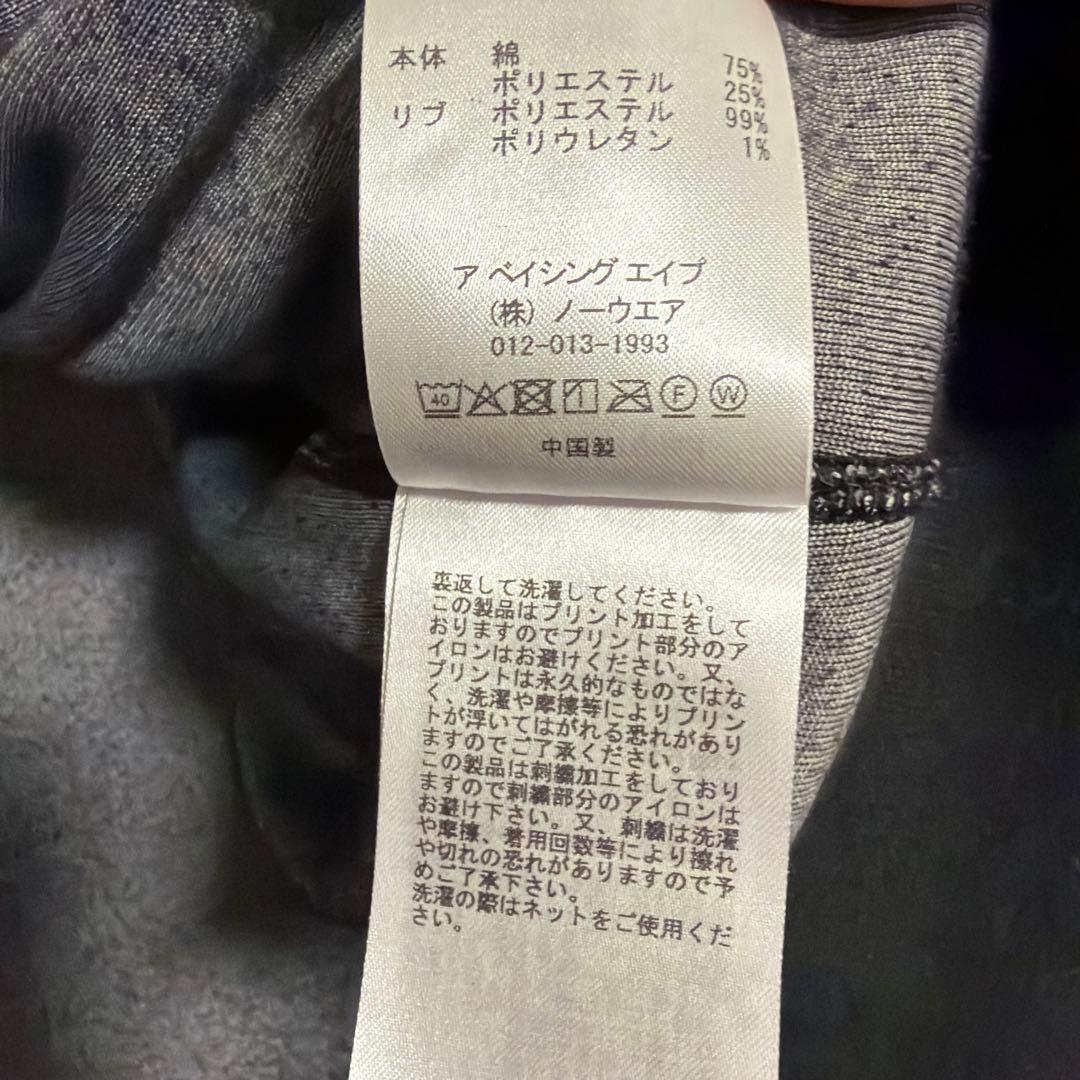 本体 綿 75%
ポリエステル 25%
リブ ポリエステル 99%
ポリウレタン 1%
ア ベイシング エイプ
(株) ノーウエア
012-013-1993
40 F W
中国製
裏返して洗濯してください。
この製品はプリント加工をして
おりますのでプリント部分のア
イロンはお避けください。又、
プリントは永久的なものではな
く、洗濯や摩擦等によりプリン
トが浮いてはがれる恐れがあり
ますのでご了承ください。
この製品は刺繍加工をしており
ますので刺繍部分のアイロンは
お避け下さい。又、刺繍は洗濯
や摩擦、着用回数等により擦れ
や切れの恐れがありますので予
めご了承下さい。
洗濯の際はネットをご使用くだ
さい。